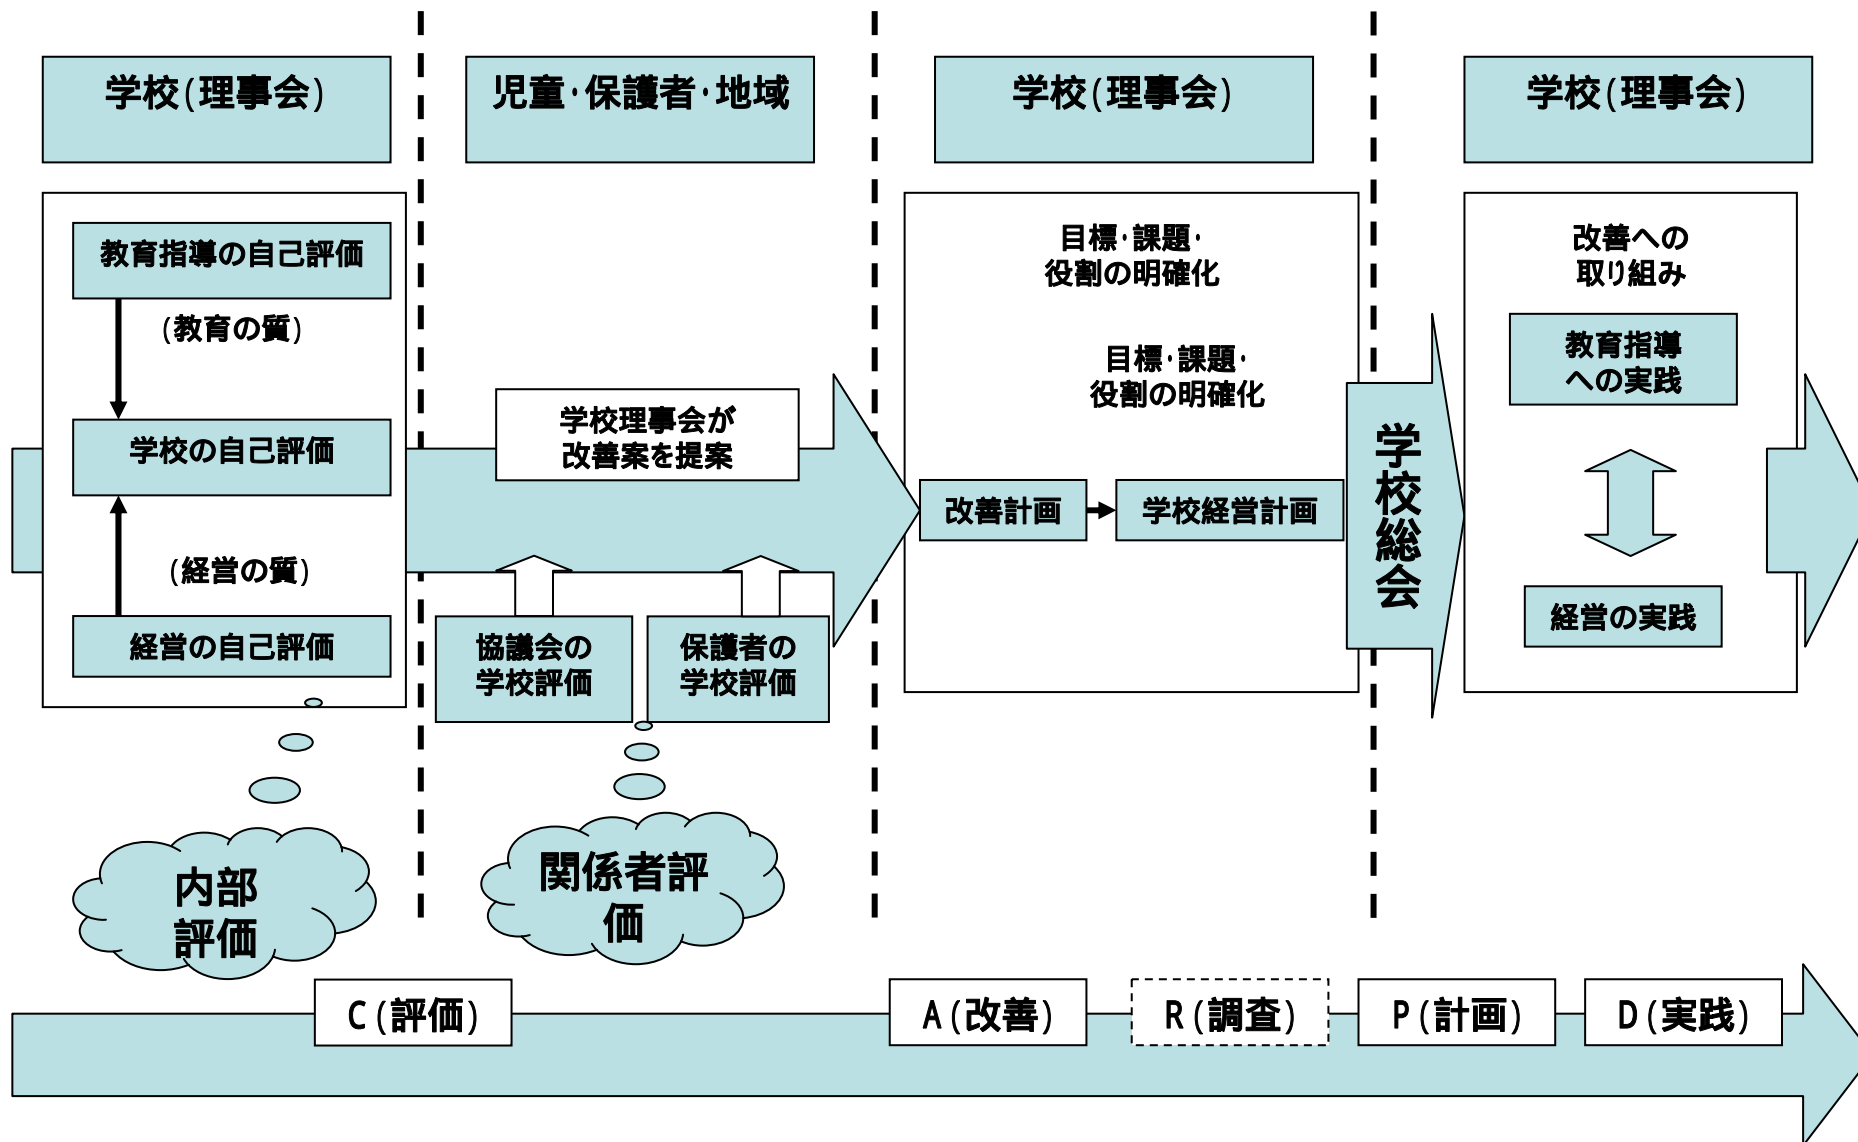 学校(理事会)
児童・保護者・地域
学校(理事会)
学校(理事会)
教育指導の自己評価
(教育の質)
学校の自己評価
(経営の質)
経営の自己評価
学校理事会が
改善案を提案
協議会の
学校評価
保護者の
学校評価
目標・課題・
役割の明確化
目標・課題・
役割の明確化
改善計画
学校経営計画
学校総会
改善への
取り組み
教育指導
への実践
経営の実践
内部
評価
関係者評
価
C(評価)
A(改善)
R(調査)
P(計画)
D(実践)